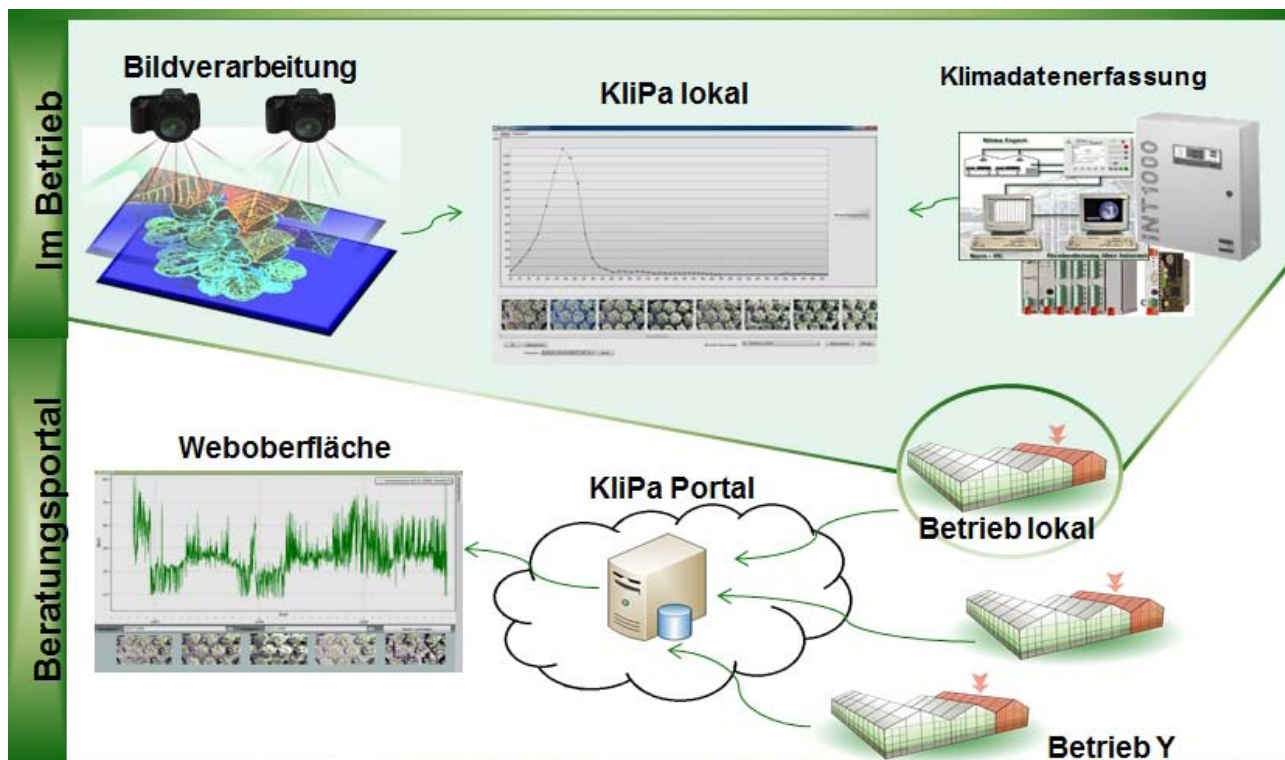 Im Betrieb
Bildverarbeitung
KliPa lokal
Klimadatenerfassung
INT1000
Beratungsportal
Weboberfläche
KliPa Portal
Betrieb lokal
Betrieb Y